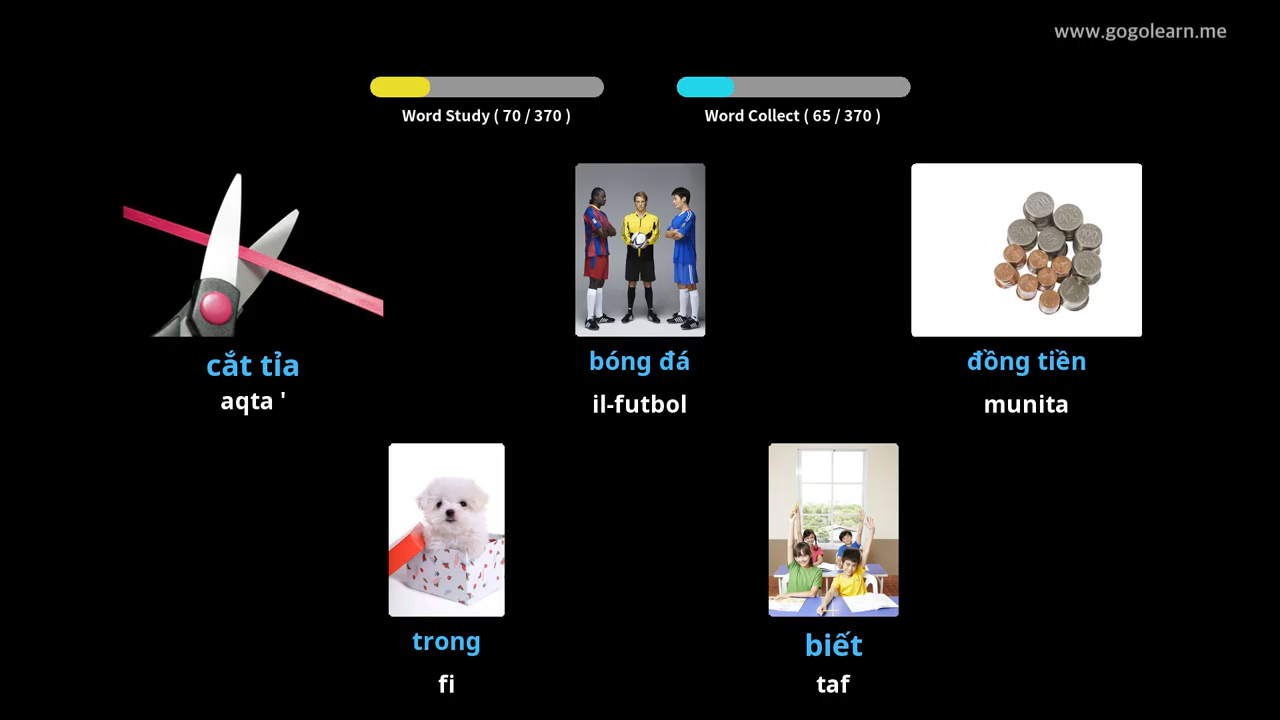 www.gogolearn.me
Word Study ( 70 / 370 )
Word Collect ( 65 / 370 )
cắt tỉa
aqta '
bóng đá
il-futbol
đồng tiền
munita
trong
fi
biết
taf